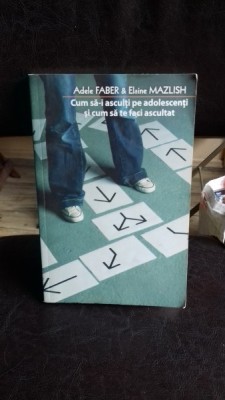 Adele FABER & Elaine MAZLISH
Cum să-i asculți pe adolescenți
și cum să te faci ascultat